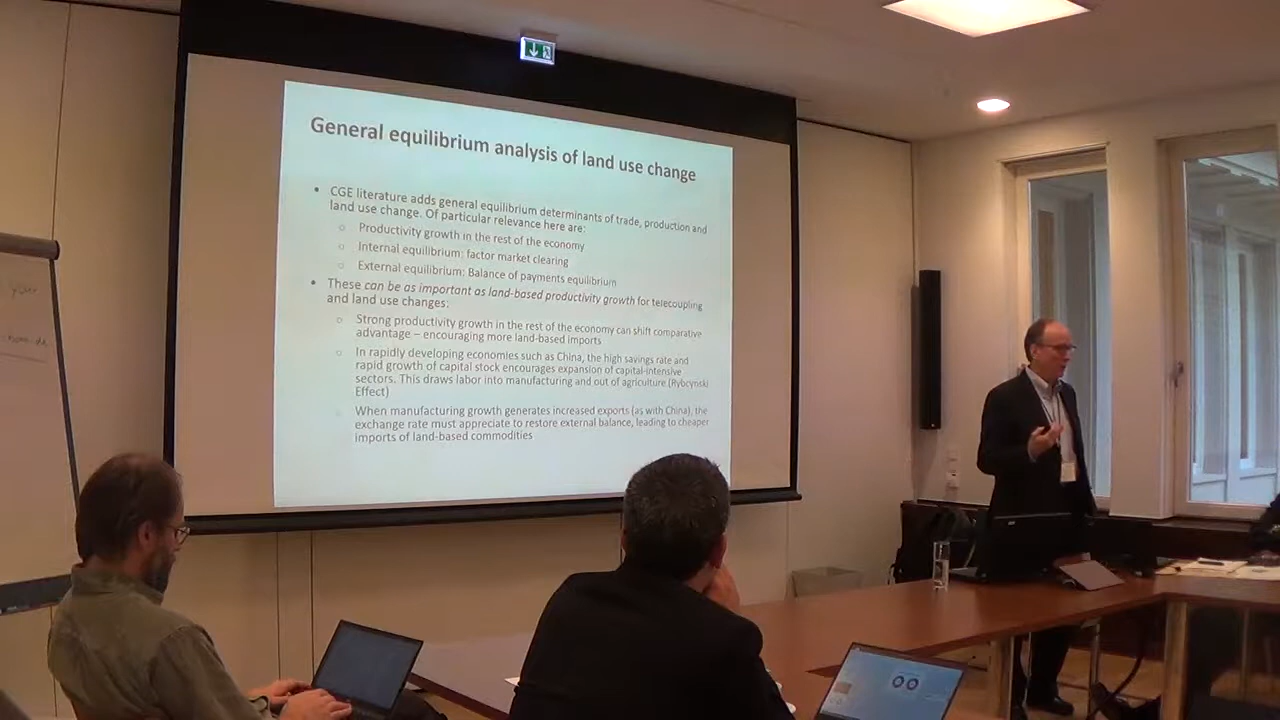 General equilibrium analysis of land use change
• CGE literature adds general equilibrium determinants of trade, production and
land use change. Of particular relevance here are:
○ Productivity growth in the rest of the economy
○ Internal equilibrium: factor market clearing
○ External equilibrium: Balance of payments equilibrium
• These can be as important as land-based productivity growth for telecoupling
and land use changes:
○ Strong productivity growth in the rest of the economy can shift comparative
advantage – encouraging more land-based imports
○ In rapidly developing economies such as China, the high savings rate and
rapid growth of capital stock encourages expansion of capital-intensive
sectors. This draws labor into manufacturing and out of agriculture (Rybcynski
Effect)
○ When manufacturing growth generates increased exports (as with China), the
exchange rate must appreciate to restore external balance, leading to cheaper
imports of land-based commodities